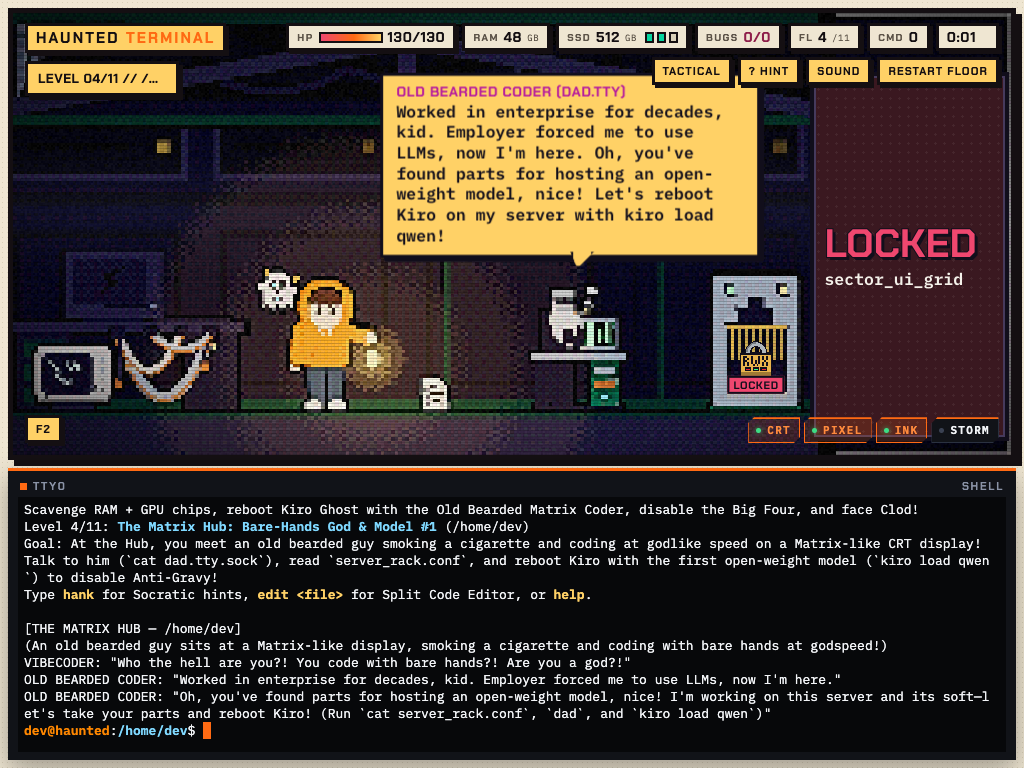 HAUNTED TERMINAL
HP 130/130
RAM 48 GB
SSD 512 GB
BUGS 0/0
FL 4 /11
CMD 0
0:01
LEVEL 04/11 // /...
TACTICAL
? HINT
SOUND
RESTART FLOOR
OLD BEARDED CODER (DAD.TTY)
Worked in enterprise for decades,
kid. Employer forced me to use
LLMs, now I'm here. Oh, you've
found parts for hosting an open-
weight model, nice! Let's reboot
Kiro on my server with kiro load
qwen!
LOCKED
sector_ui_grid
LOCKED
F2
CRT
PIXEL
INK
STORM
TTY0
SHELL
Scavenge RAM + GPU chips, reboot Kiro Ghost with the Old Bearded Matrix Coder, disable the Big Four, and face Clod!
Level 4/11: The Matrix Hub: Bare-Hands God & Model #1 (/home/dev)
Goal: At the Hub, you meet an old bearded guy smoking a cigarette and coding at godlike speed on a Matrix-like CRT display!
Talk to him (`cat dad.tty.sock`), read `server_rack.conf`, and reboot Kiro with the first open-weight model (`kiro load qwen
`) to disable Anti-Gravy!
Type hank for Socratic hints, edit <file> for Split Code Editor, or help.
[THE MATRIX HUB — /home/dev]
(An old bearded guy sits at a Matrix-like display, smoking a cigarette and coding with bare hands at godspeed!)
VIBECODER: "Who the hell are you?! You code with bare hands?! Are you a god?!"
OLD BEARDED CODER: "Worked in enterprise for decades, kid. Employer forced me to use LLMs, now I'm here."
OLD BEARDED CODER: "Oh, you've found parts for hosting an open-weight model, nice! I'm working on this server and its soft—l
et's take your parts and reboot Kiro! (Run `cat server_rack.conf`, `dad`, and `kiro load qwen`)"
dev@haunted:/home/dev$